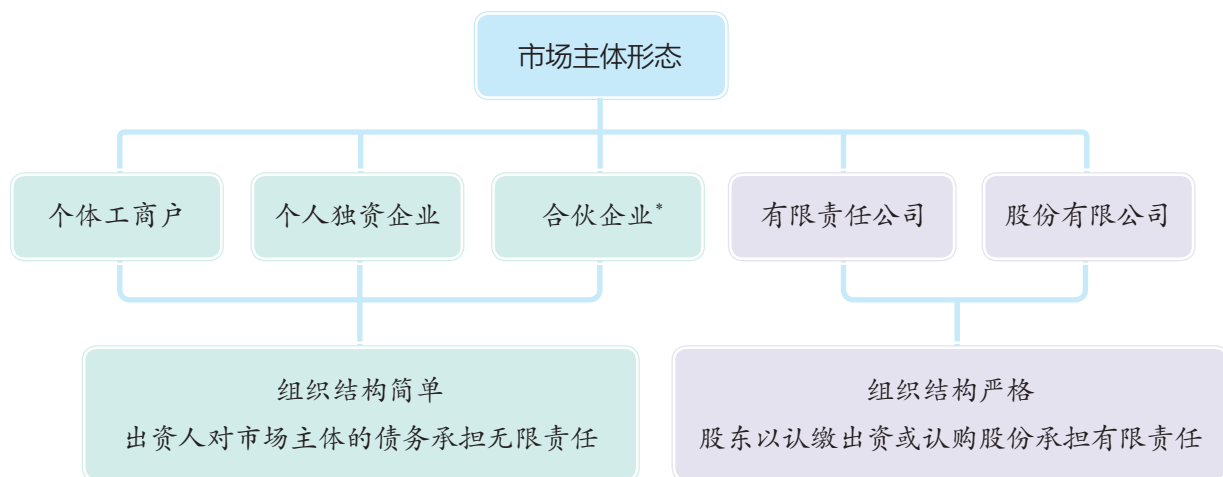 市场主体形态
个体工商户
个人独资企业
合伙企业*
有限责任公司
股份有限公司
组织结构简单
出资人对市场主体的债务承担无限责任
组织结构严格
股东以认缴出资或认购股份承担有限责任